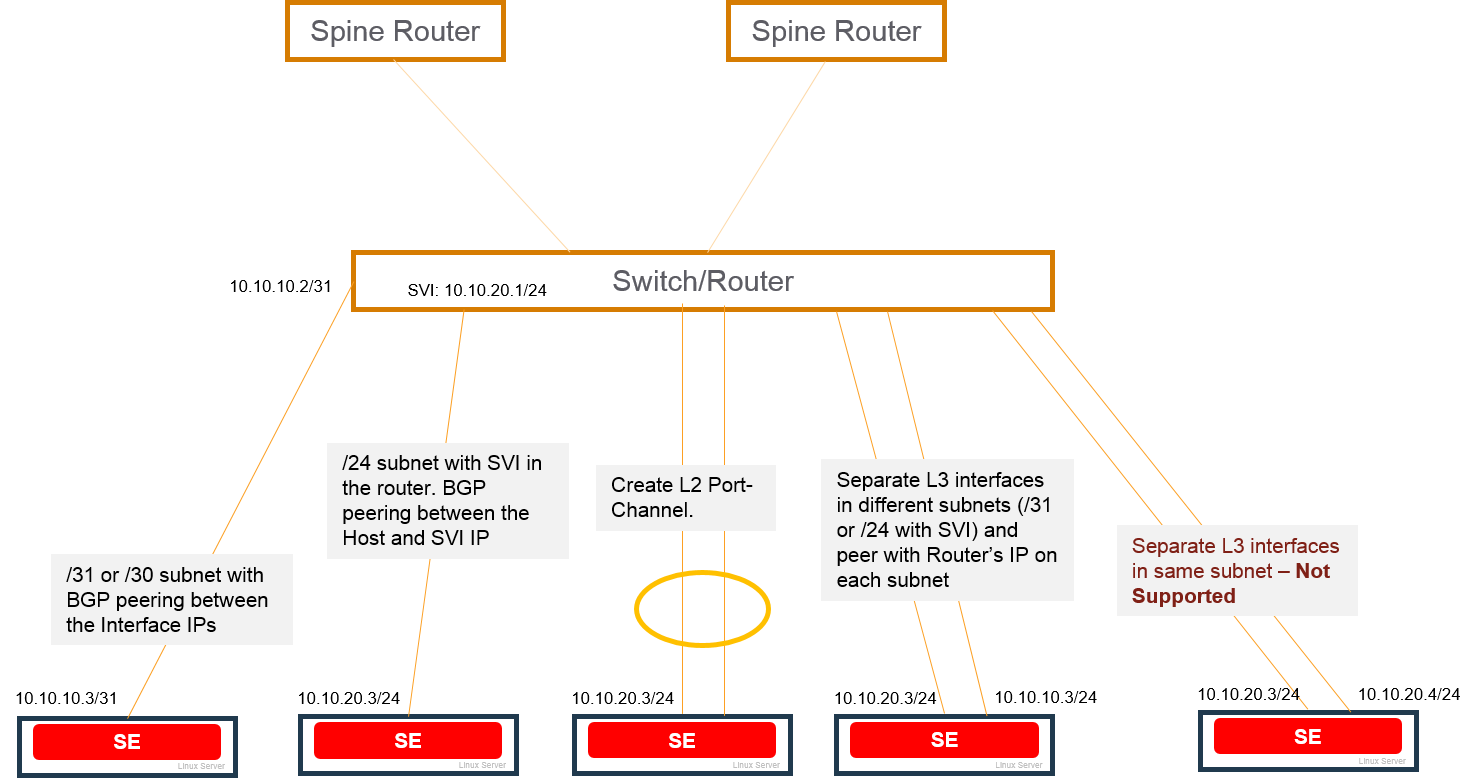 Spine Router
Spine Router
10.10.10.2/31
SVI: 10.10.20.1/24
Switch/Router
/24 subnet with SVI in
the router. BGP
peering between the
Host and SVI IP
Create L2 Port-
Channel.
Separate L3 interfaces
in different subnets (/31
or /24 with SVI) and
peer with Router’s IP on
each subnet
Separate L3 interfaces
in same subnet – Not
Supported
/31 or /30 subnet with
BGP peering between
the Interface IPs
10.10.10.3/31
10.10.20.3/24
10.10.20.3/24
10.10.20.3/24
10.10.10.3/24
10.10.20.3/24
10.10.20.4/24
SE
Linux Server
SE
Linux Server
SE
Linux Server
SE
Linux Server
SE
Linux Server